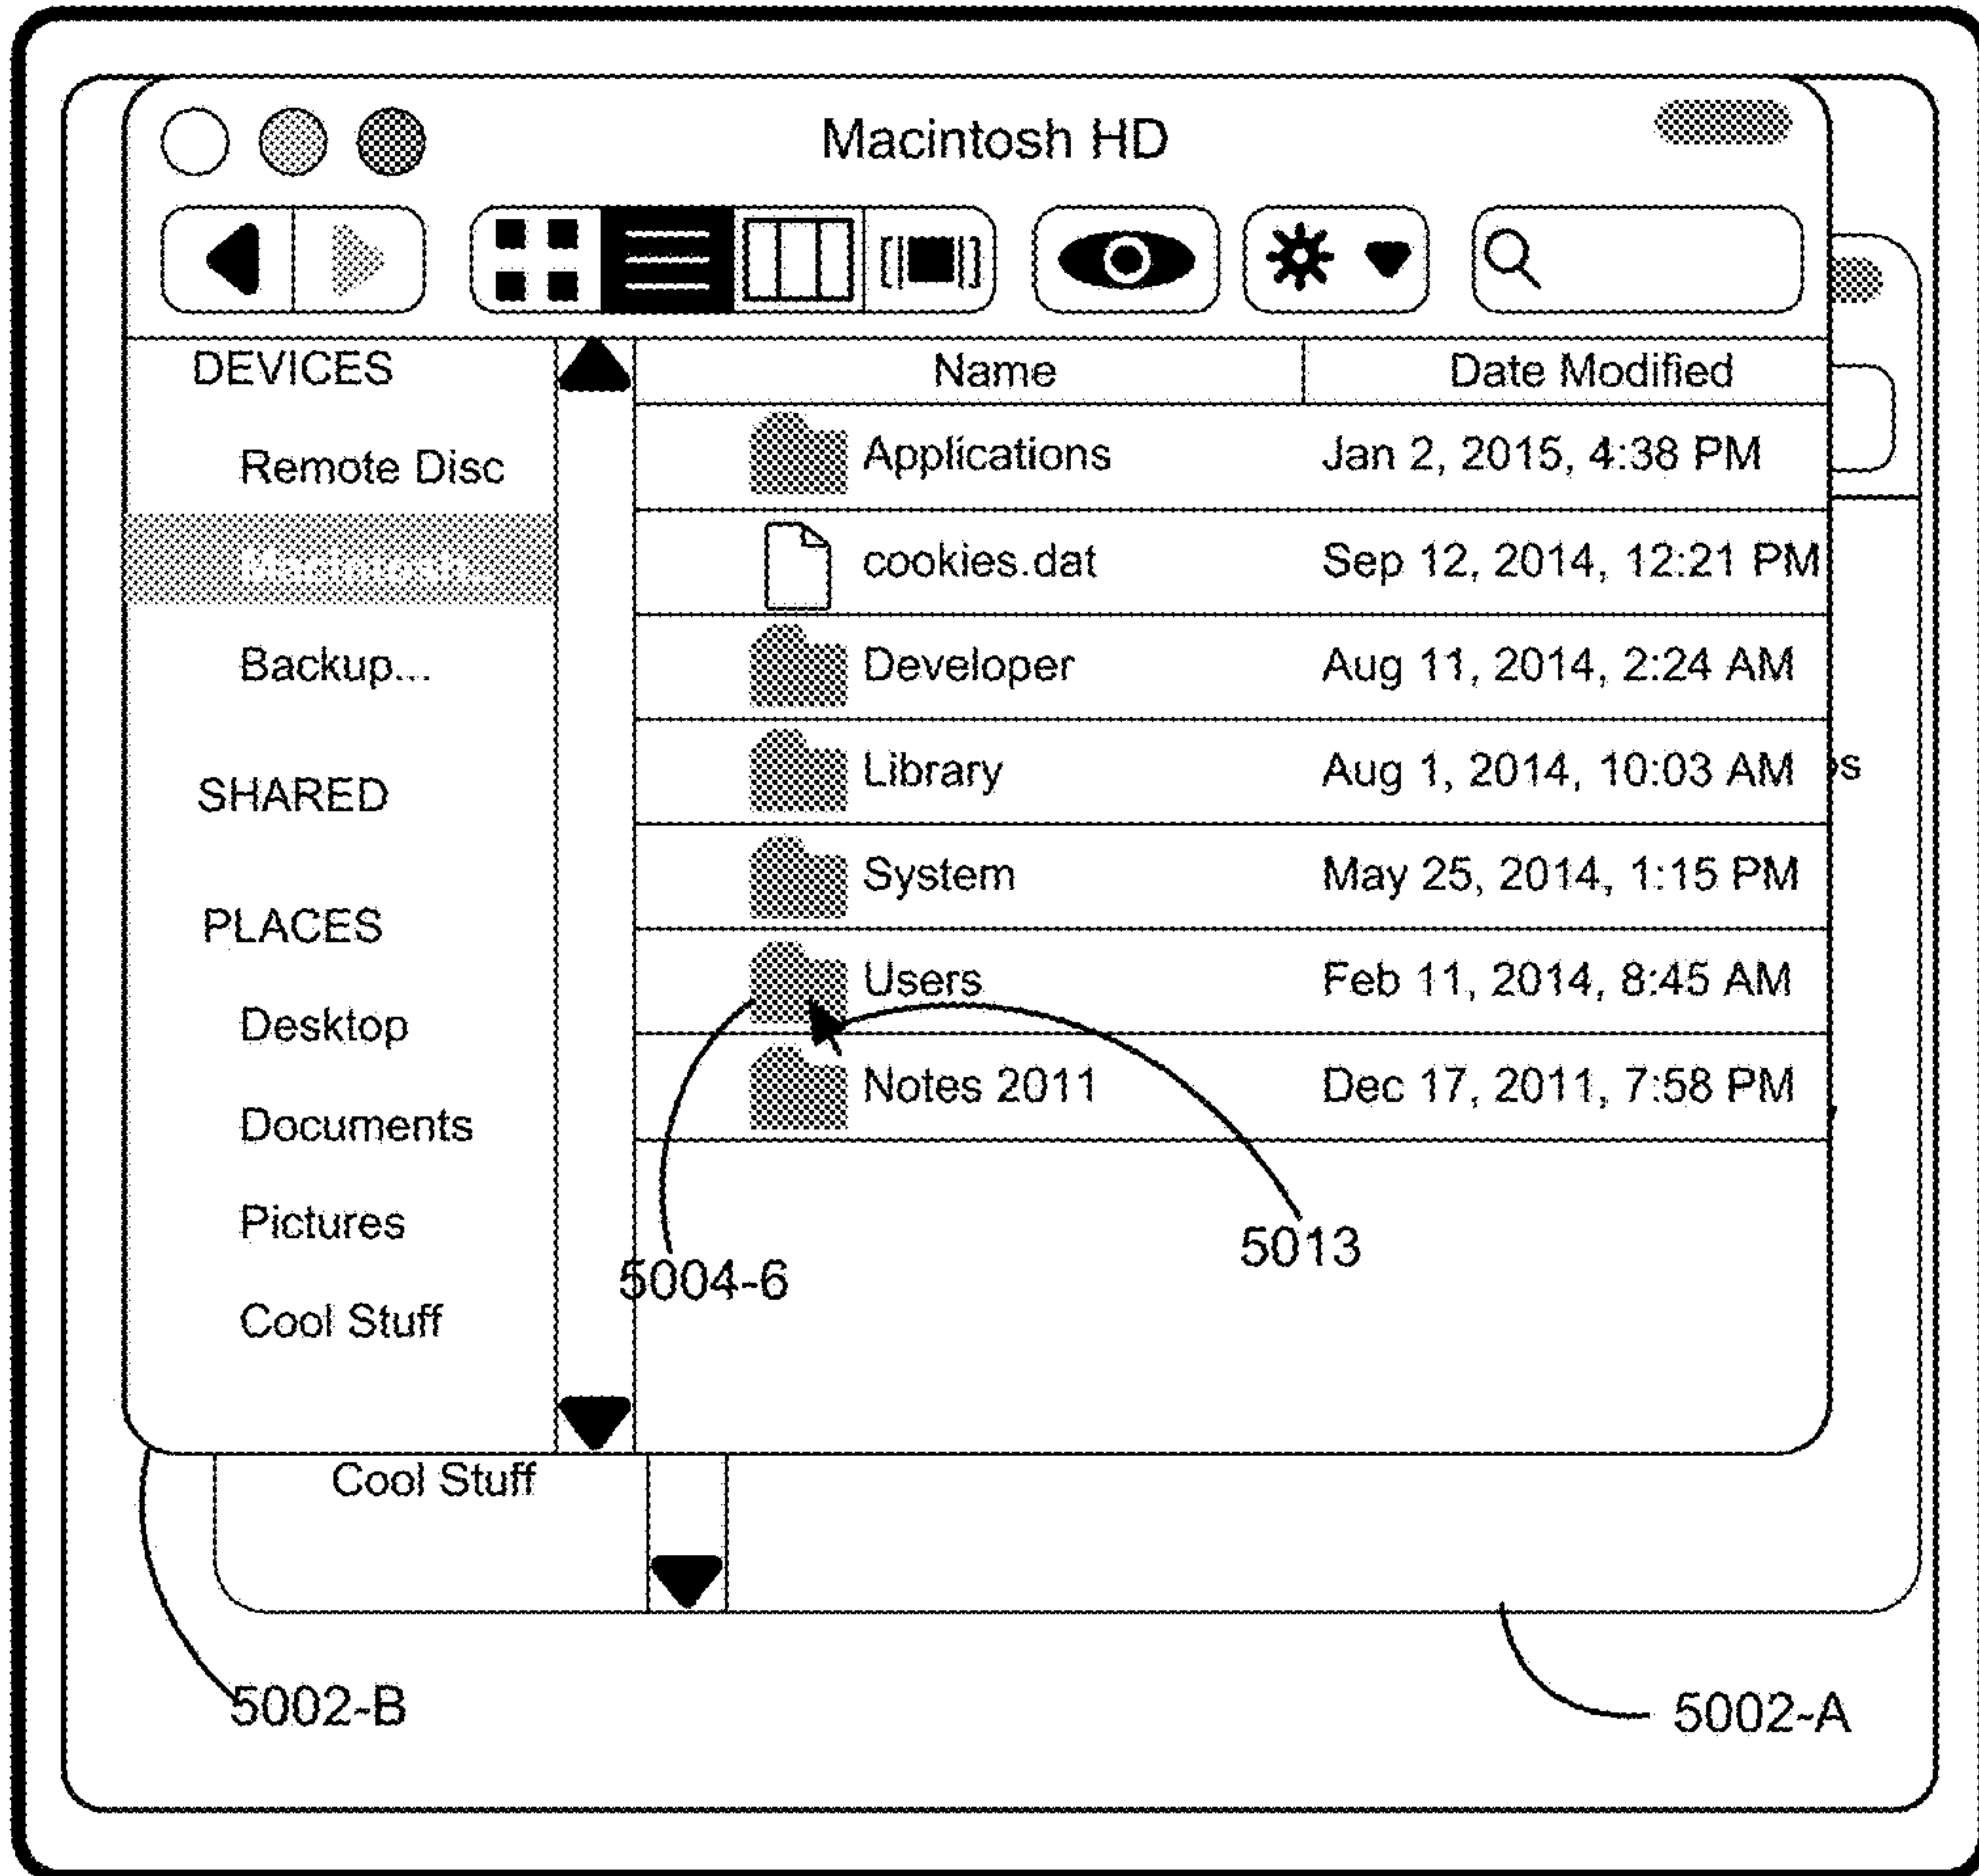 Macintosh HD
DEVICES
Name Date Modified
Remote Disc
Applications Jan 2, 2015, 4:38 PM
Macintosh...
cookies.dat Sep 12, 2014, 12:21 PM
Backup...
Developer Aug 11, 2014, 2:24 AM
Library Aug 1, 2014, 10:03 AM
SHARED
System May 25, 2014, 1:15 PM
PLACES
Users Feb 11, 2014, 8:45 AM
Desktop
Notes 2011 Dec 17, 2011, 7:58 PM
Documents
Pictures
5004-6
5013
Cool Stuff
Cool Stuff
5002-B
5002-A